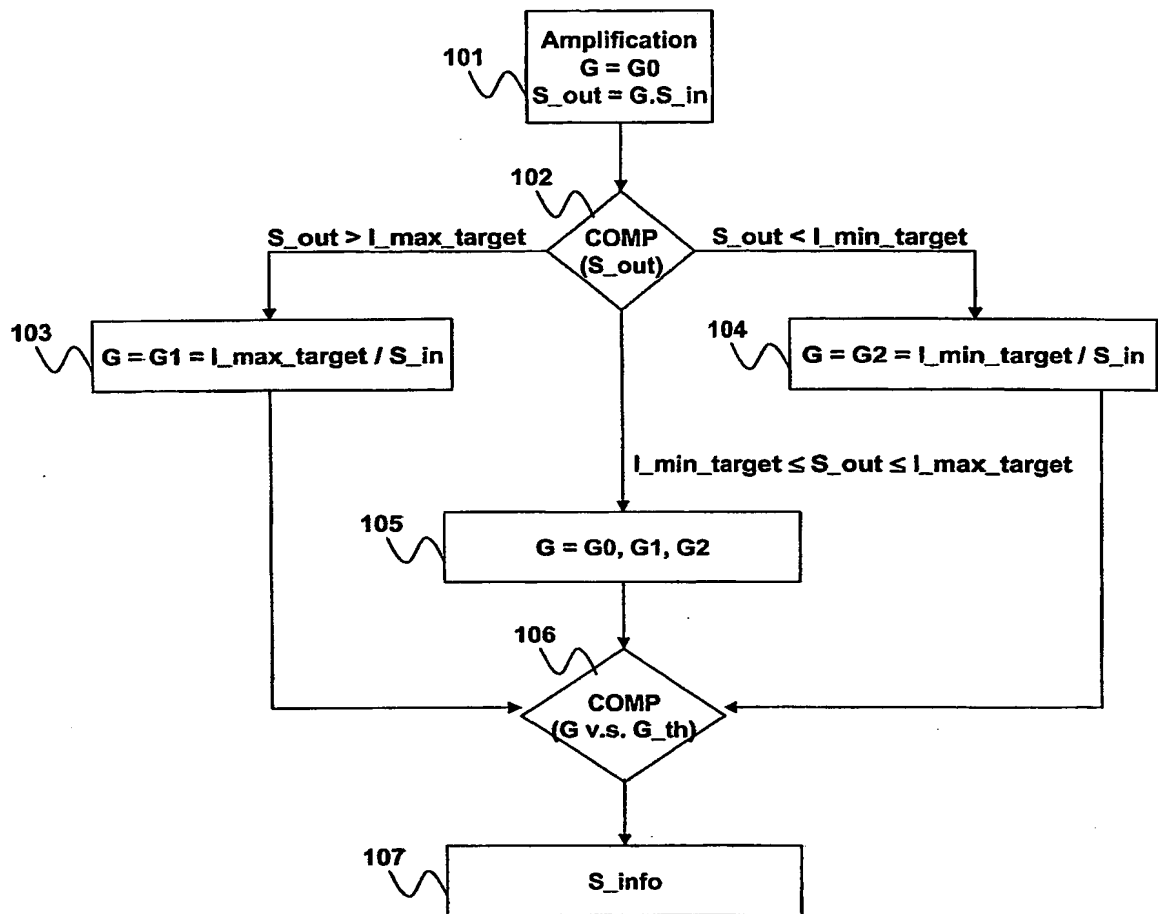 Amplification
G = G0
S_out = G.S_in
101
102
COMP
(S_out)
S_out > I_max_target
S_out < I_min_target
103
G = G1 = I_max_target / S_in
104
G = G2 = I_min_target / S_in
I_min_target ≤ S_out ≤ I_max_target
105
G = G0, G1, G2
106
COMP
(G v.s. G_th)
107
S_info